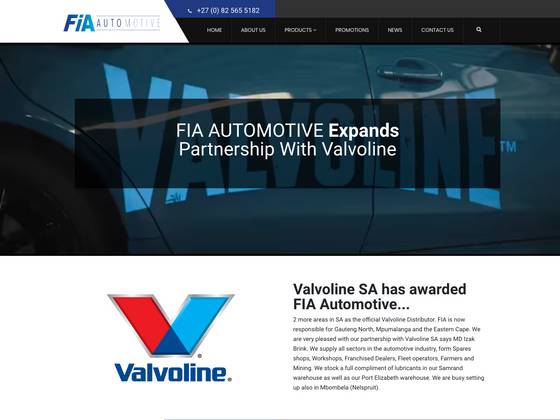 FiA AUTOMOTIVE
+27 (0) 82 565 5182
HOME ABOUT US PRODUCTS PROMOTIONS NEWS CONTACT US
VALVOLINE™
FIA AUTOMOTIVE Expands
Partnership With Valvoline
Valvoline SA has awarded
FIA Automotive...
2 more areas in SA as the official Valvoline Distributor. FIA is now
responsible for Gauteng North, Mpumalanga and the Eastern Cape. We
are very pleased with our partnership with Valvoline SA says MD Izak
Brink. We supply all sectors in the automotive industry, form Spares
shops, Workshops, Franchised Dealers, Fleet operators, Farmers and
Mining. We stock a full compliment of lubricants in our Samrand
warehouse as well as our Port Elizabeth warehouse. We are busy setting
up also in Mbombela (Nelspruit).
Valvoline®